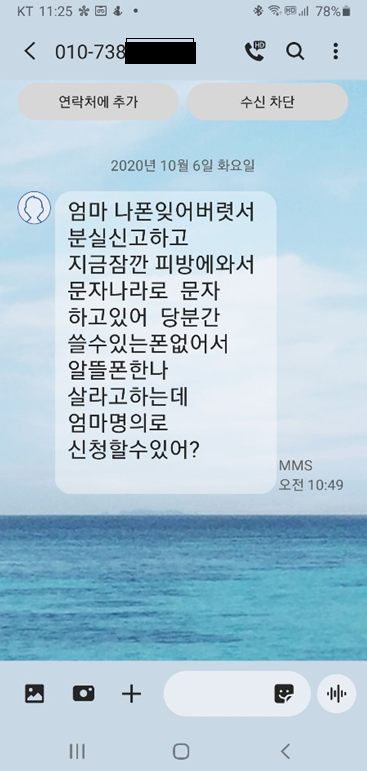 KT 11:25
78%
010-738
HD
연락처에 추가
수신 차단
2020년 10월 6일 화요일
엄마 나폰잊어버렷서
분실신고하고
지금잠깐 피방에와서
문자나라로 문자
하고있어 당분간
쓸수있는폰없어서
알뜰폰한나
살라고하는데
엄마명의로
신청할수있어?
MMS
오전 10:49